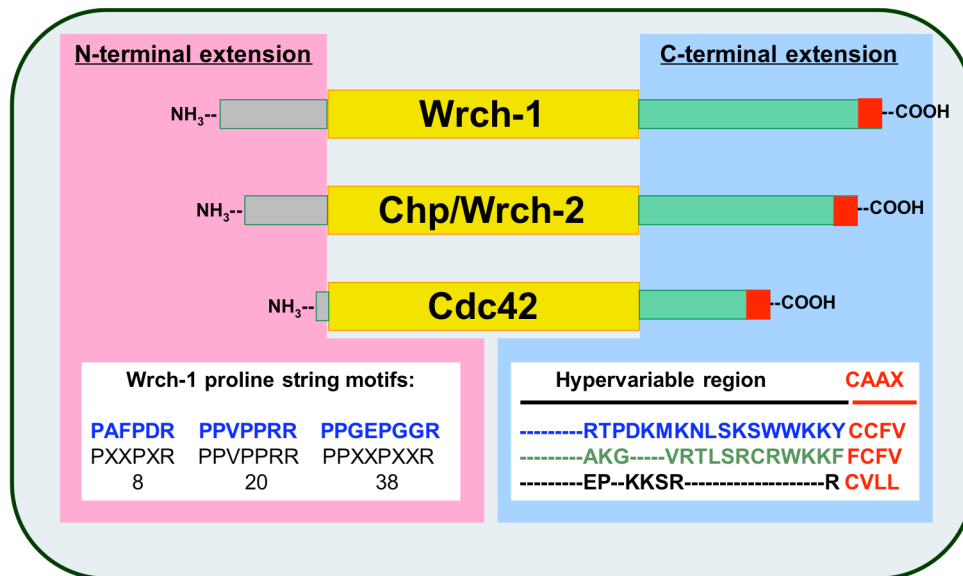 N-terminal extension
C-terminal extension
NH3-- Wrch-1 --COOH
NH3-- Chp/Wrch-2 --COOH
NH3-- Cdc42 --COOH
Wrch-1 proline string motifs:
PAFPDR PPVPPRR PPGEPGGR
PXXPXR PPVPPRR PPXXPXXR
8 20 38
Hypervariable region CAAX
---------RTPDKMKNLSKSWWKKY CCFV
---------AKG-----VRTLSRCRWKKF FCFV
---------EP--KKSR--------------------R CVLL